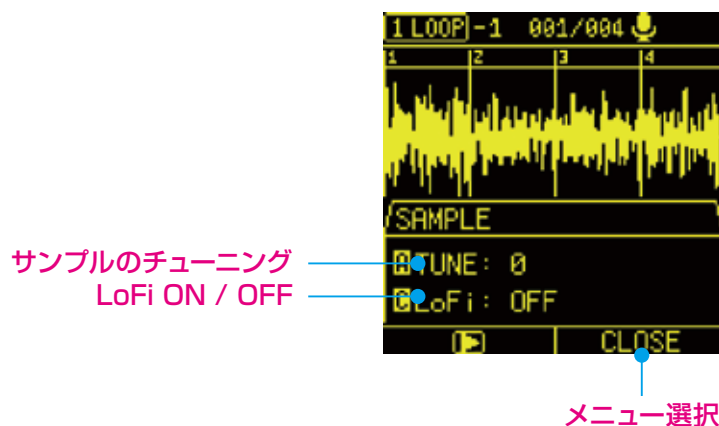 1 LOOP -1 001/004
1 2 3 4
SAMPLE
サンプルのチューニング
A TUNE: 0
LoFi ON / OFF
C LoFi: OFF
CLOSE
メニュー選択